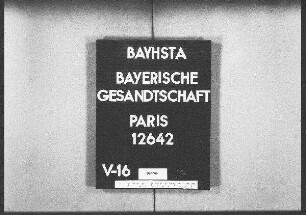 BAYHSTA
BAYERISCHE
GESANDTSCHAFT
PARIS
12642
V-16